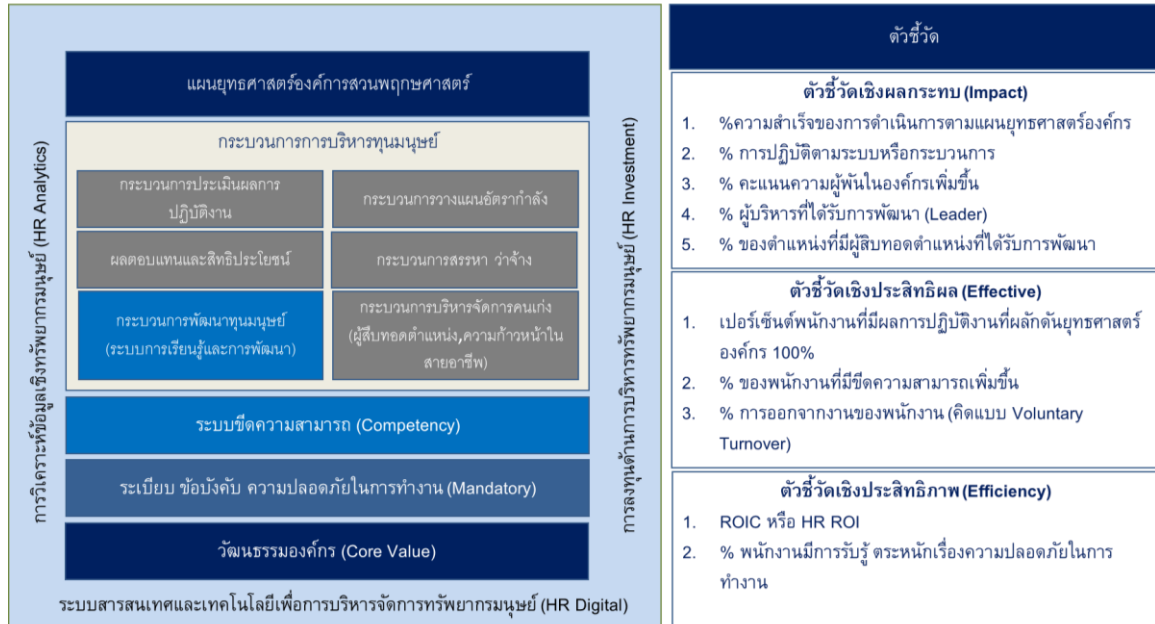 แผนยุทธศาสตร์องค์การสวนพฤกษศาสตร์
กระบวนการการบริหารทุนมนุษย์
กระบวนการประเมินผลการ
ปฏิบัติงาน
กระบวนการวางแผนอัตรากำลัง
ผลตอบแทนและสิทธิประโยชน์
กระบวนการสรรหา ว่าจ้าง
กระบวนการพัฒนาทุนมนุษย์
(ระบบการเรียนรู้และการพัฒนา)
กระบวนการบริหารจัดการคนเก่ง
(ผู้สืบทอดตำแหน่ง,ความก้าวหน้าใน
สายอาชีพ)
ระบบขีดความสามารถ (Competency)
ระเบียบ ข้อบังคับ ความปลอดภัยในการทำงาน (Mandatory)
วัฒนธรรมองค์กร (Core Value)
การวิเคราะห์ข้อมูลเชิงทรัพยากรมนุษย์ (HR Analytics)
การลงทุนด้านการบริหารทรัพยากรมนุษย์ (HR Investment)
ระบบสารสนเทศและเทคโนโลยีเพื่อการบริหารจัดการทรัพยากรมนุษย์ (HR Digital)
ตัวชี้วัด
ตัวชี้วัดเชิงผลกระทบ (Impact)
1. %ความสำเร็จของการดำเนินการตามแผนยุทธศาสตร์องค์กร
2. % การปฏิบัติตามระบบหรือกระบวนการ
3. % คะแนนความผู้พันในองค์กรเพิ่มขึ้น
4. % ผู้บริหารที่ได้รับการพัฒนา (Leader)
5. % ของตำแหน่งที่มีผู้สิบทอดตำแหน่งที่ได้รับการพัฒนา
ตัวชี้วัดเชิงประสิทธิผล (Effective)
1. เปอร์เซ็นต์พนักงานที่มีผลการปฏิบัติงานที่ผลักดันยุทธศาสตร์
องค์กร 100%
2. % ของพนักงานที่มีขีดความสามารถเพิ่มขึ้น
3. % การออกจากงานของพนักงาน (คิดแบบ Voluntary
Turnover)
ตัวชี้วัดเชิงประสิทธิภาพ (Efficiency)
1. ROIC หรือ HR ROI
2. % พนักงานมีการรับรู้ ตระหนักเรื่องความปลอดภัยในการ
ทำงาน